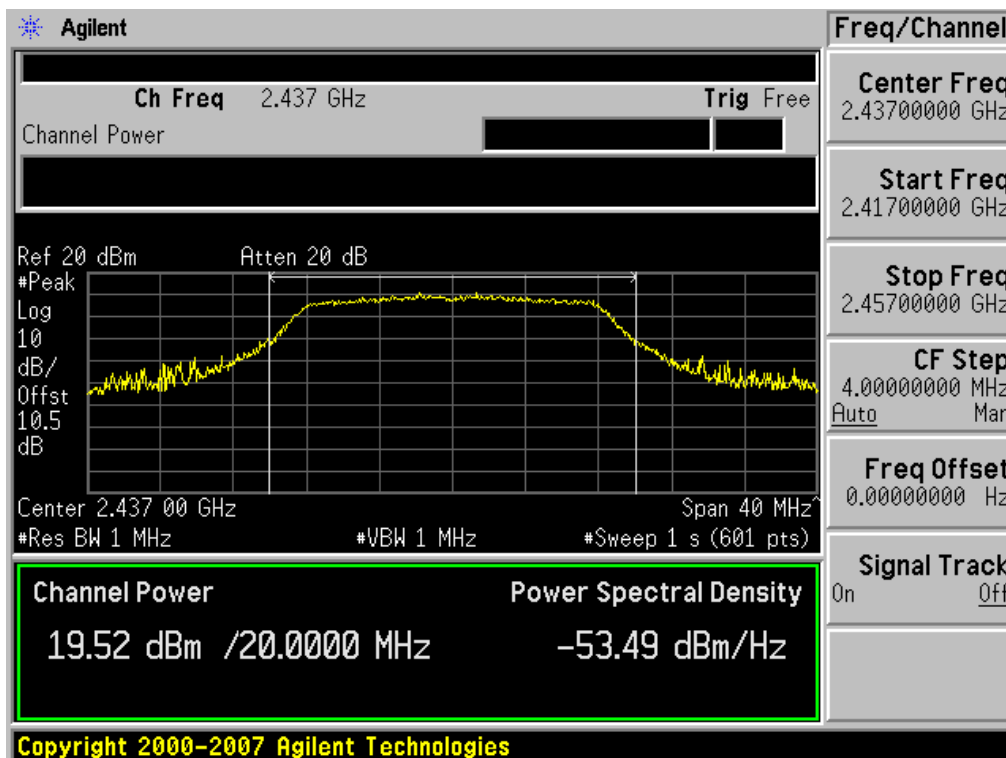 Agilent
Freq/Channel
Ch Freq 2.437 GHz Trig Free
Channel Power
Center Freq
2.43700000 GHz
Start Freq
2.41700000 GHz
Stop Freq
2.45700000 GHz
CF Step
4.00000000 MHz
Auto Man
Freq Offset
0.00000000 Hz
Signal Track
On Off
Ref 20 dBm Atten 20 dB
#Peak
Log
10
dB/
Offst
10.5
dB
Center 2.437 00 GHz Span 40 MHz^
#Res BW 1 MHz #VBW 1 MHz #Sweep 1 s (601 pts)
Channel Power Power Spectral Density
19.52 dBm /20.0000 MHz -53.49 dBm/Hz
Copyright 2000-2007 Agilent Technologies